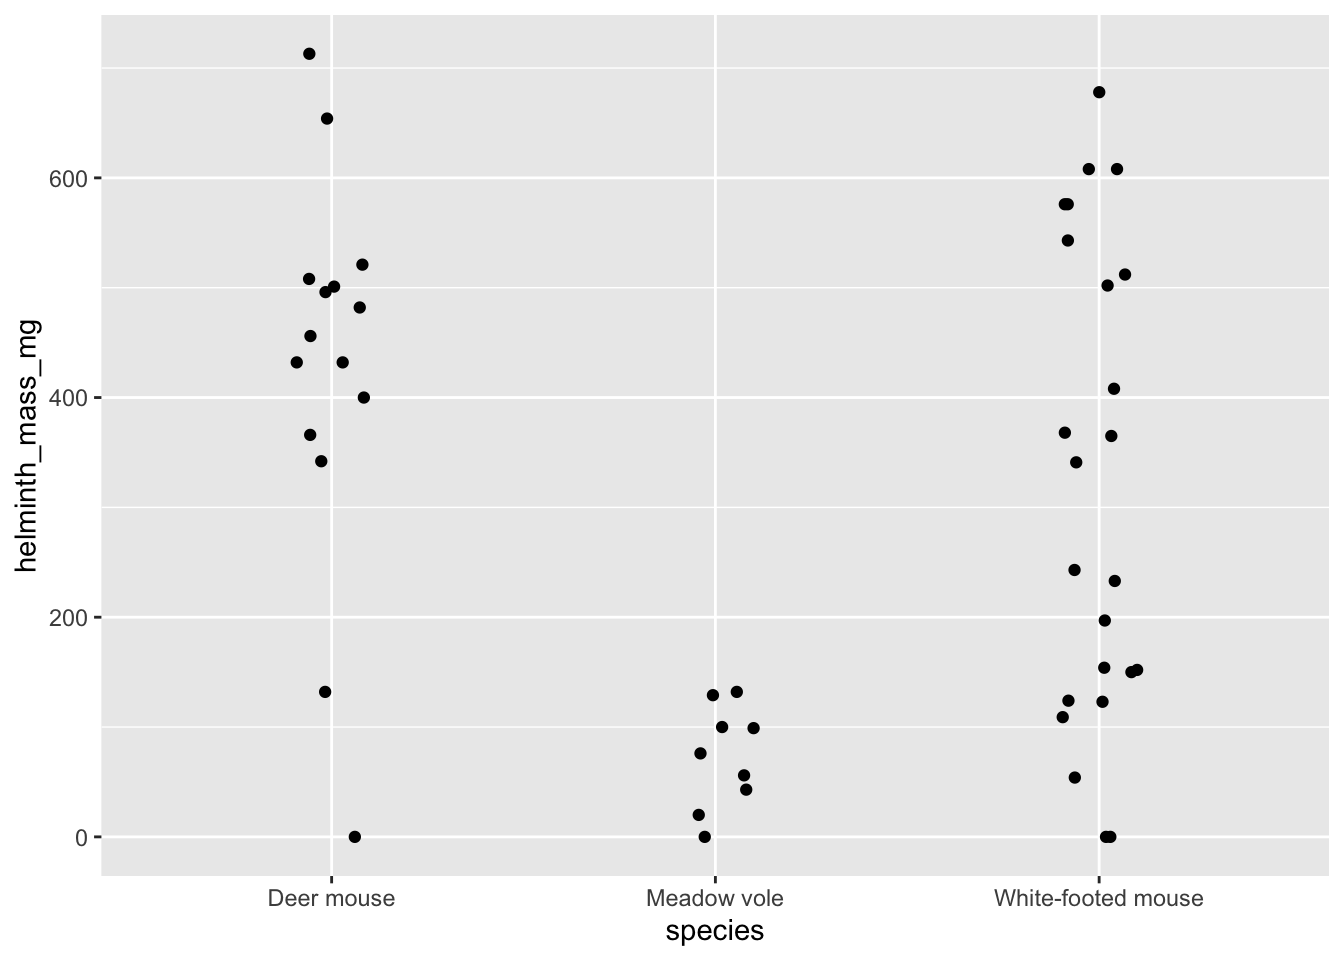 helminth_mass_mg
600
400
200
0
Deer mouse
Meadow vole
White-footed mouse
species